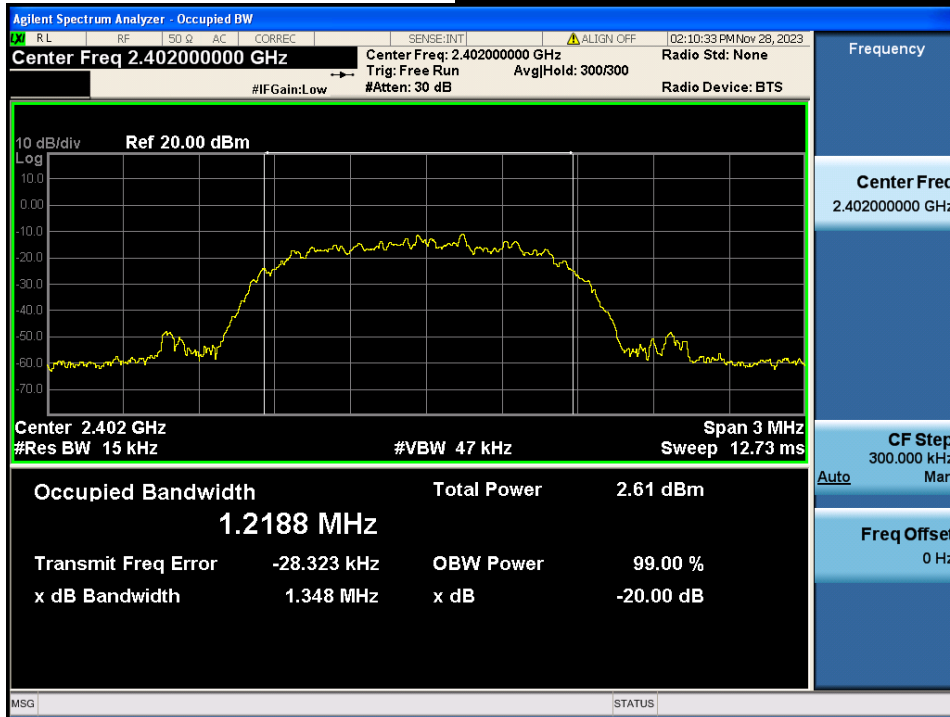 Agilent Spectrum Analyzer - Occupied BW
LXI RL RF 50 Ω AC CORREC SENSE:INT ALIGN OFF 02:10:33 PM Nov 28, 2023
Center Freq 2.402000000 GHz
Center Freq: 2.402000000 GHz Radio Std: None
Trig: Free Run Avg|Hold: 300/300
#IFGain:Low #Atten: 30 dB Radio Device: BTS
10 dB/div Ref 20.00 dBm
Log
10.0
0.00
-10.0
-20.0
-30.0
-40.0
-50.0
-60.0
-70.0
Center 2.402 GHz Span 3 MHz
#Res BW 15 kHz #VBW 47 kHz Sweep 12.73 ms
Occupied Bandwidth Total Power 2.61 dBm
1.2188 MHz
Transmit Freq Error -28.323 kHz OBW Power 99.00 %
x dB Bandwidth 1.348 MHz x dB -20.00 dB
MSG STATUS
Frequency
Center Freq
2.402000000 GHz
CF Step
300.000 kHz
Auto Man
Freq Offset
0 Hz